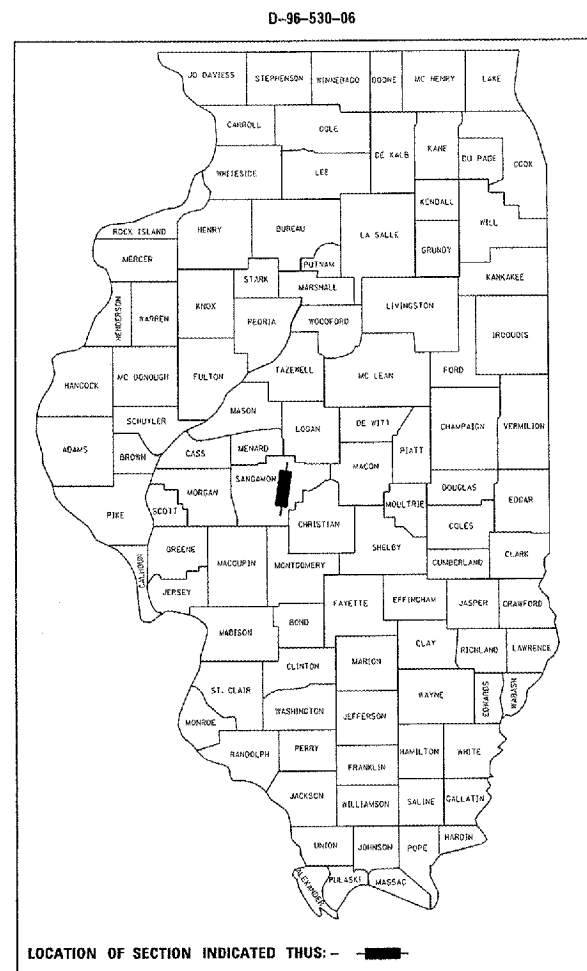 D-96-530-06
JO DAVIESS STEPHENSON WINNEBAGO BOONE MC HENRY LAKE
CARROLL OGLE DE KALB KANE DU PAGE COOK
WHITESIDE LEE
KENDALL
ROCK ISLAND HENRY BUREAU LA SALLE GRUNDY WILL
MERCER PUTNAM
KANKAKEE
STARK MARSHALL
HENDERSON WARREN KNOX PEORIA WOODFORD LIVINGSTON
IROQUOIS
HANCOCK MC DONOUGH FULTON TAZEWELL MC LEAN FORD
MASON
SCHUYLER LOGAN DE WITT CHAMPAIGN VERMILION
ADAMS BROWN CASS MENARD MACON PIATT
SANGAMON DOUGLAS
PIKE SCOTT MORGAN CHRISTIAN MOULTRIE COLES EDGAR
GREENE SHELBY
CALHOUN MACOUPIN MONTGOMERY CUMBERLAND CLARK
JERSEY FAYETTE EFFINGHAM JASPER CRAWFORD
BOND
MADISON CLAY RICHLAND LAWRENCE
CLINTON MARION
ST. CLAIR WAYNE EDWARDS WABASH
WASHINGTON JEFFERSON
MONROE
RANDOLPH PERRY HAMILTON WHITE
FRANKLIN
JACKSON WILLIAMSON SALINE GALLATIN
HARDIN
UNION JOHNSON POPE
ALEXANDER PULASKI MASSAC
LOCATION OF SECTION INDICATED THUS: -